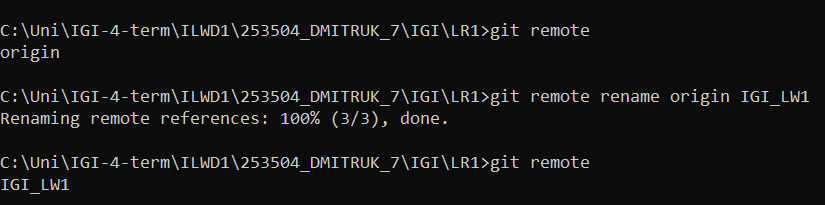 C:\Uni\IGI-4-term\ILWD1\253504_DMITRUK_7\IGI\LR1>git remote
origin
C:\Uni\IGI-4-term\ILWD1\253504_DMITRUK_7\IGI\LR1>git remote rename origin IGI_LW1
Renaming remote references: 100% (3/3), done.
C:\Uni\IGI-4-term\ILWD1\253504_DMITRUK_7\IGI\LR1>git remote
IGI_LW1